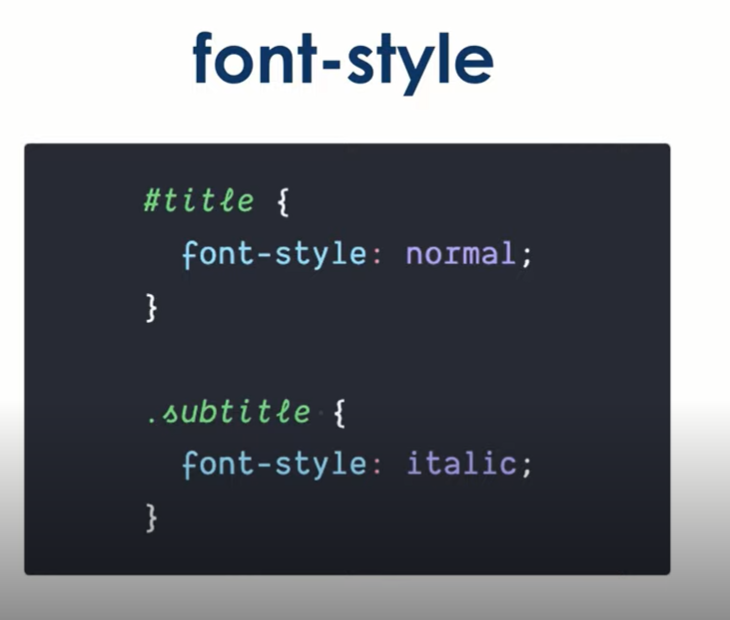 font-style
#title {
font-style: normal;
}
.subtitle {
font-style: italic;
}